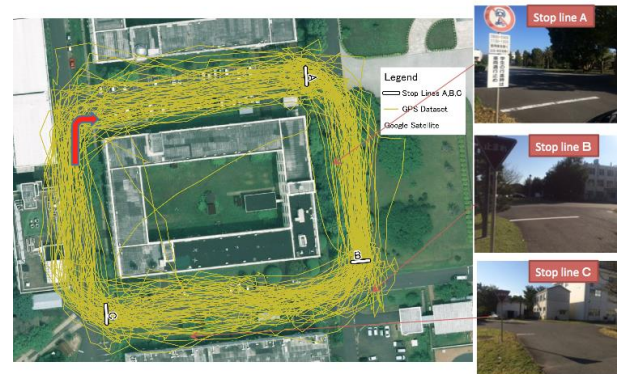 Legend
Stop Lines A,B,C
GPS Dataset
Google Satellite
A
B
C
Stop line A
Stop line B
Stop line C